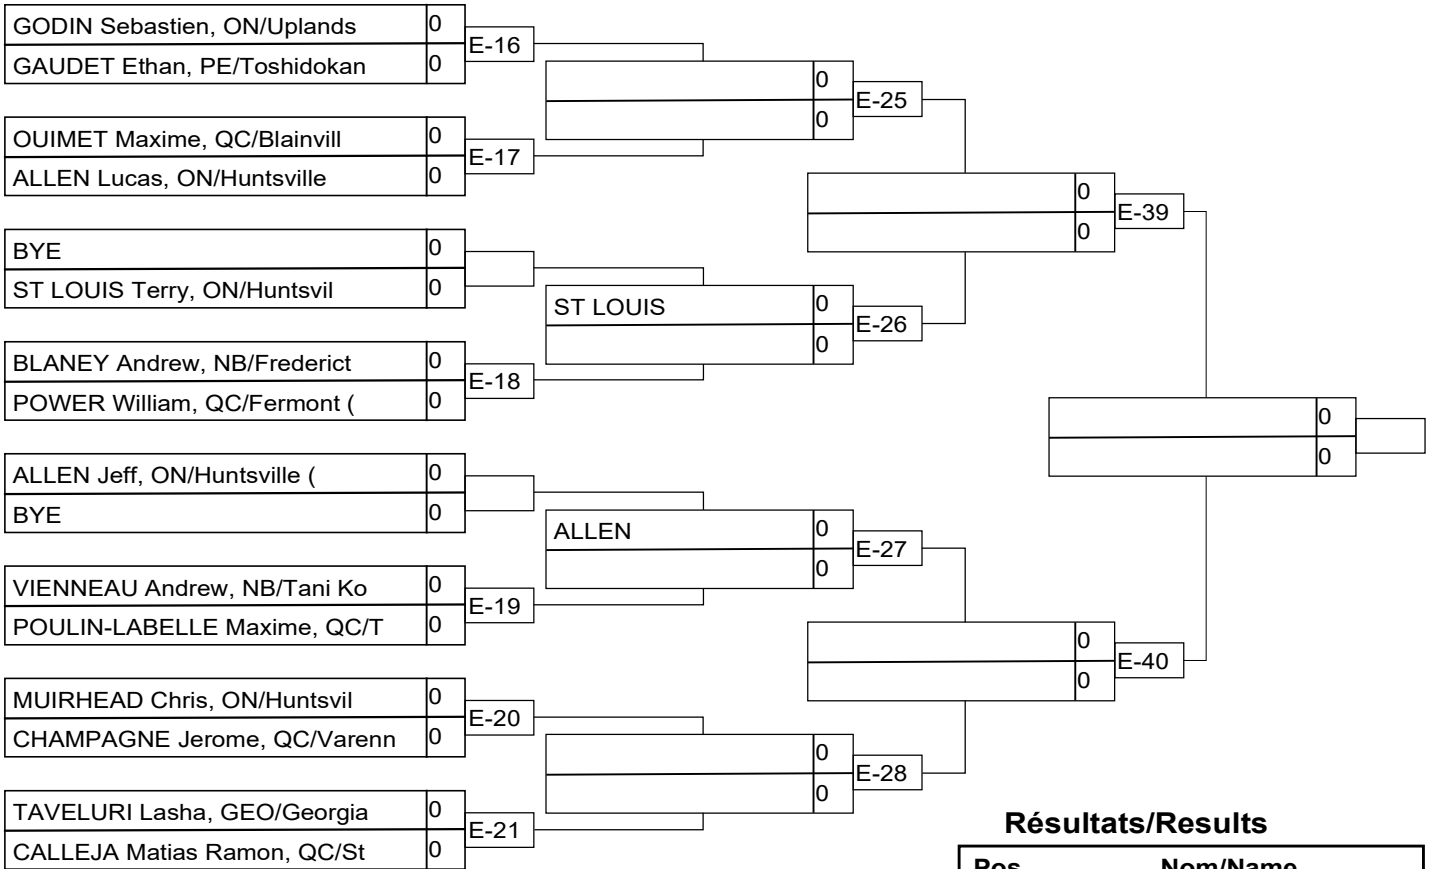 GODIN Sebastien, ON/Uplands 0
GAUDET Ethan, PE/Toshidokan 0
E-16
OUIMET Maxime, QC/Blainvill 0
ALLEN Lucas, ON/Huntsville 0
E-17
BYE 0
ST LOUIS Terry, ON/Huntsvil 0
BLANEY Andrew, NB/Frederict 0
POWER William, QC/Fermont ( 0
E-18
ALLEN Jeff, ON/Huntsville ( 0
BYE 0
VIENNEAU Andrew, NB/Tani Ko 0
POULIN-LABELLE Maxime, QC/T 0
E-19
MUIRHEAD Chris, ON/Huntsvil 0
CHAMPAGNE Jerome, QC/Varenn 0
E-20
TAVELURI Lasha, GEO/Georgia 0
CALLEJA Matias Ramon, QC/St 0
E-21
0
0
E-25
ST LOUIS 0
0
E-26
ALLEN 0
0
E-27
0
0
E-28
0
0
E-39
0
0
E-40
0
0
Résultats/Results
Pos Nom/Name